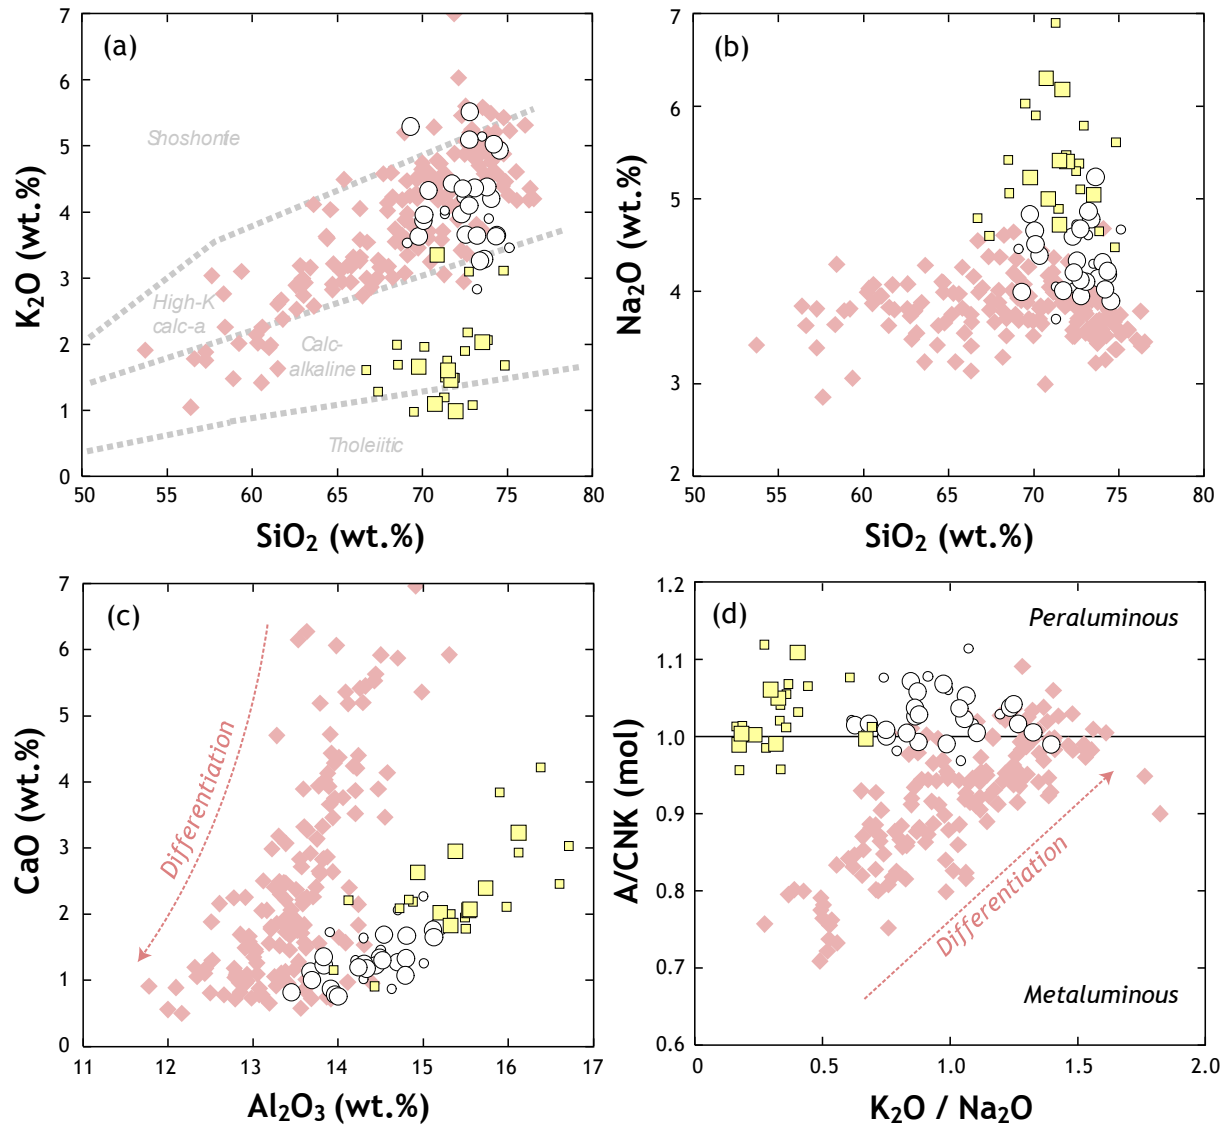 7
6
5
4
3
2
1
0
50
55
60
65
70
75
80
K₂O (wt.%)
SiO₂ (wt.%)
(a)
Shoshonite
High-K
calc-a
Calc-
alkaline
Tholeiitic
7
6
5
4
3
2
50
55
60
65
70
75
80
Na₂O (wt.%)
SiO₂ (wt.%)
(b)
7
6
5
4
3
2
1
0
11
12
13
14
15
16
17
CaO (wt.%)
Al₂O₃ (wt.%)
(c)
Differentiation
1.2
1.1
1.0
0.9
0.8
0.7
0.6
0
0.5
1.0
1.5
2.0
A/CNK (mol)
K₂O / Na₂O
(d)
Peraluminous
Differentiation
Metaluminous